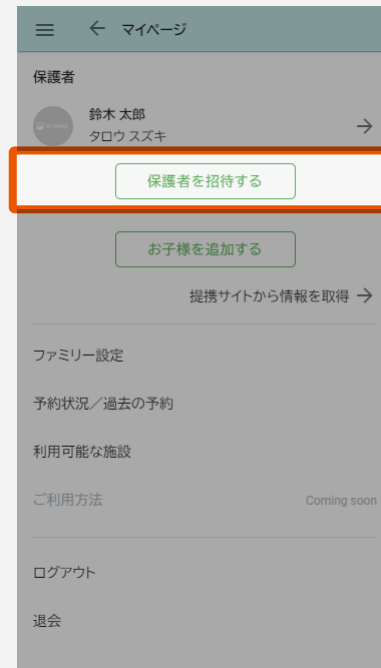 マイページ
保護者
鈴木 太郎
タロウ スズキ
保護者を招待する
お子様を追加する
提携サイトから情報を取得
ファミリー設定
予約状況／過去の予約
利用可能な施設
ご利用方法 Coming soon
ログアウト
退会